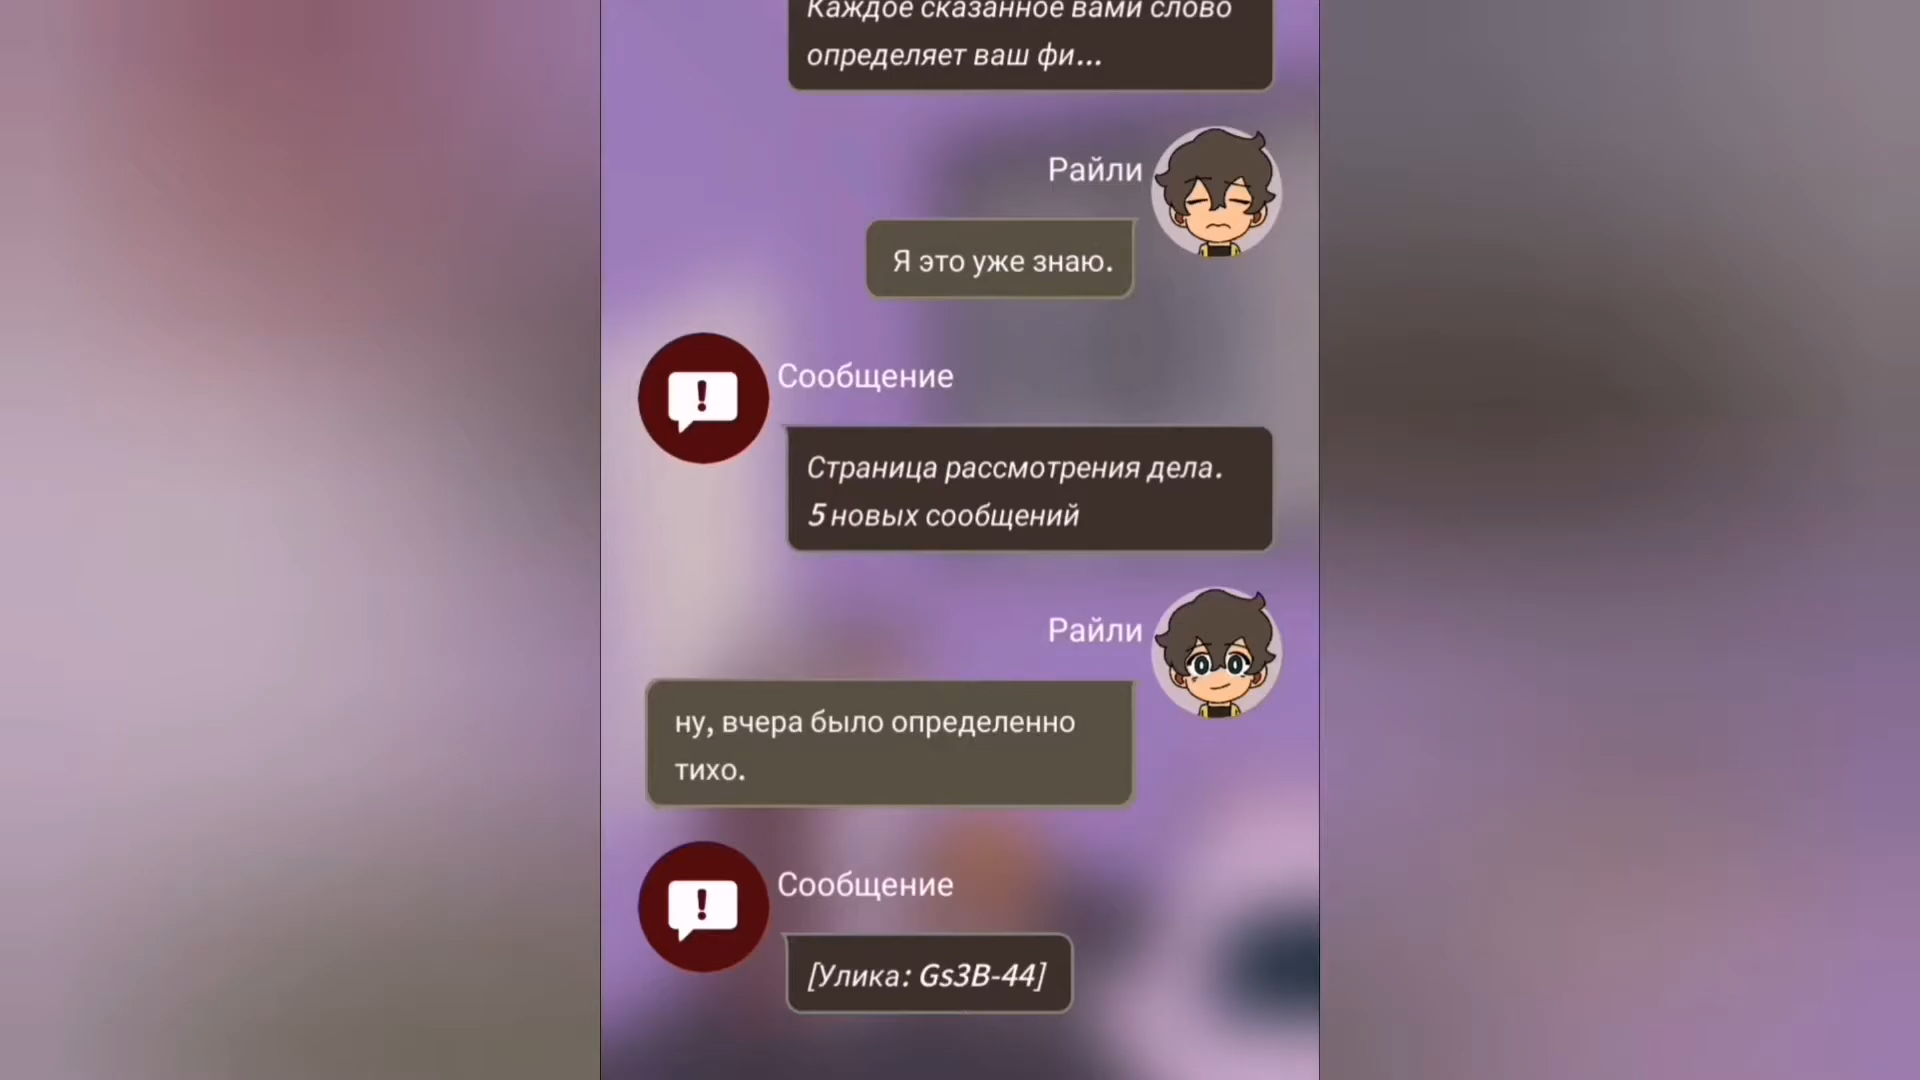 Каждое сказанное вами слово
определяет ваш фи...
Райли
Я это уже знаю.
Сообщение
Страница рассмотрения дела.
5 новых сообщений
Райли
ну, вчера было определенно
тихо.
Сообщение
[Улика: Gs3B-44]